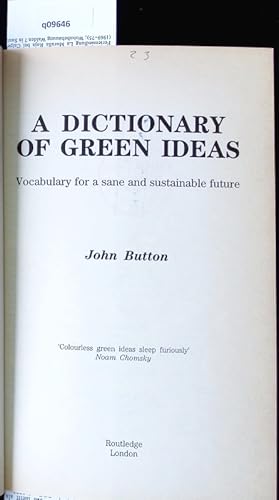 q09649
23
A DICTIONARY
OF GREEN IDEAS
Vocabulary for a sane and sustainable future
John Button
'Colourless green ideas sleep furiously'
Noam Chomsky
Routledge
London